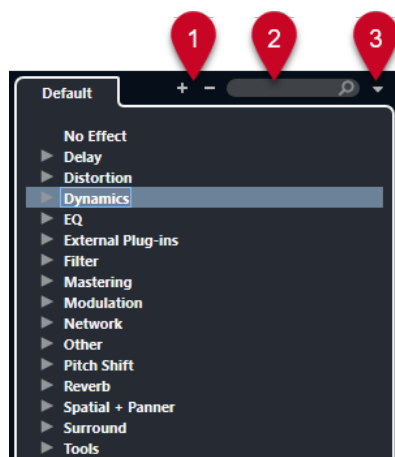 1 2 3
Default + −
No Effect
Delay
Distortion
Dynamics
EQ
External Plug-ins
Filter
Mastering
Modulation
Network
Other
Pitch Shift
Reverb
Spatial + Panner
Surround
Tools